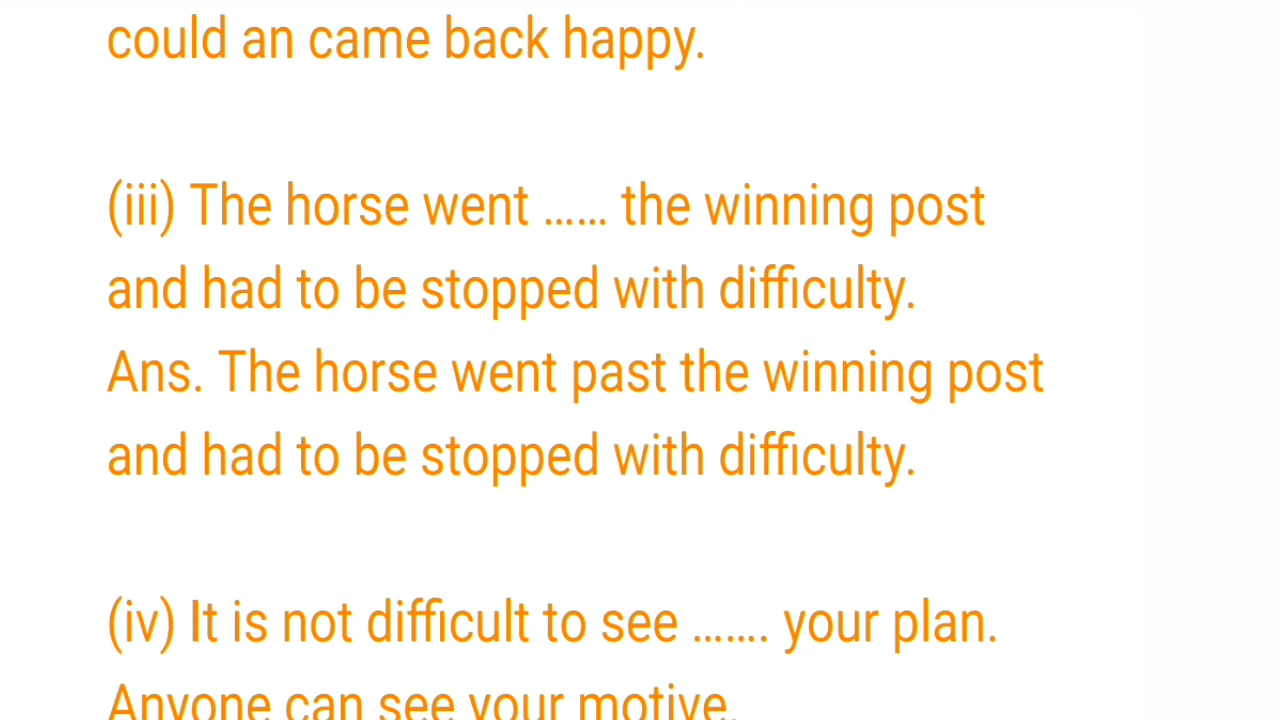 could an came back happy.
(iii) The horse went …... the winning post
and had to be stopped with difficulty.
Ans. The horse went past the winning post
and had to be stopped with difficulty.
(iv) It is not difficult to see ……. your plan.
Anyone can see your motive.